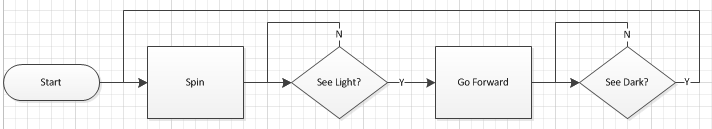 N
N
Start
Spin
See Light?
Y
Go Forward
See Dark?
Y